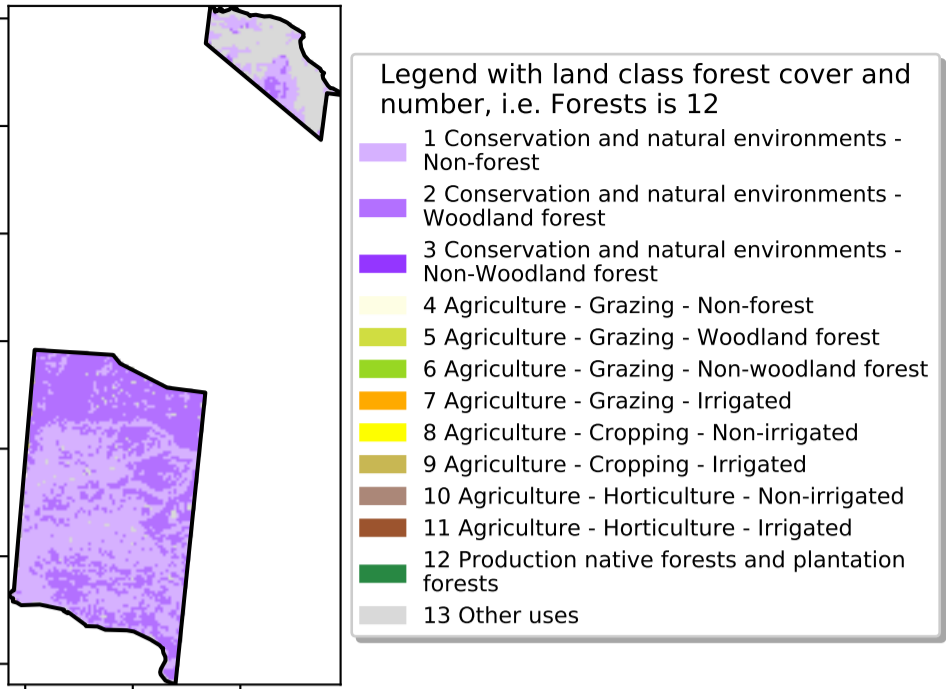 Legend with land class forest cover and
number, i.e. Forests is 12
1 Conservation and natural environments -
Non-forest
2 Conservation and natural environments -
Woodland forest
3 Conservation and natural environments -
Non-Woodland forest
4 Agriculture - Grazing - Non-forest
5 Agriculture - Grazing - Woodland forest
6 Agriculture - Grazing - Non-woodland forest
7 Agriculture - Grazing - Irrigated
8 Agriculture - Cropping - Non-irrigated
9 Agriculture - Cropping - Irrigated
10 Agriculture - Horticulture - Non-irrigated
11 Agriculture - Horticulture - Irrigated
12 Production native forests and plantation
forests
13 Other uses